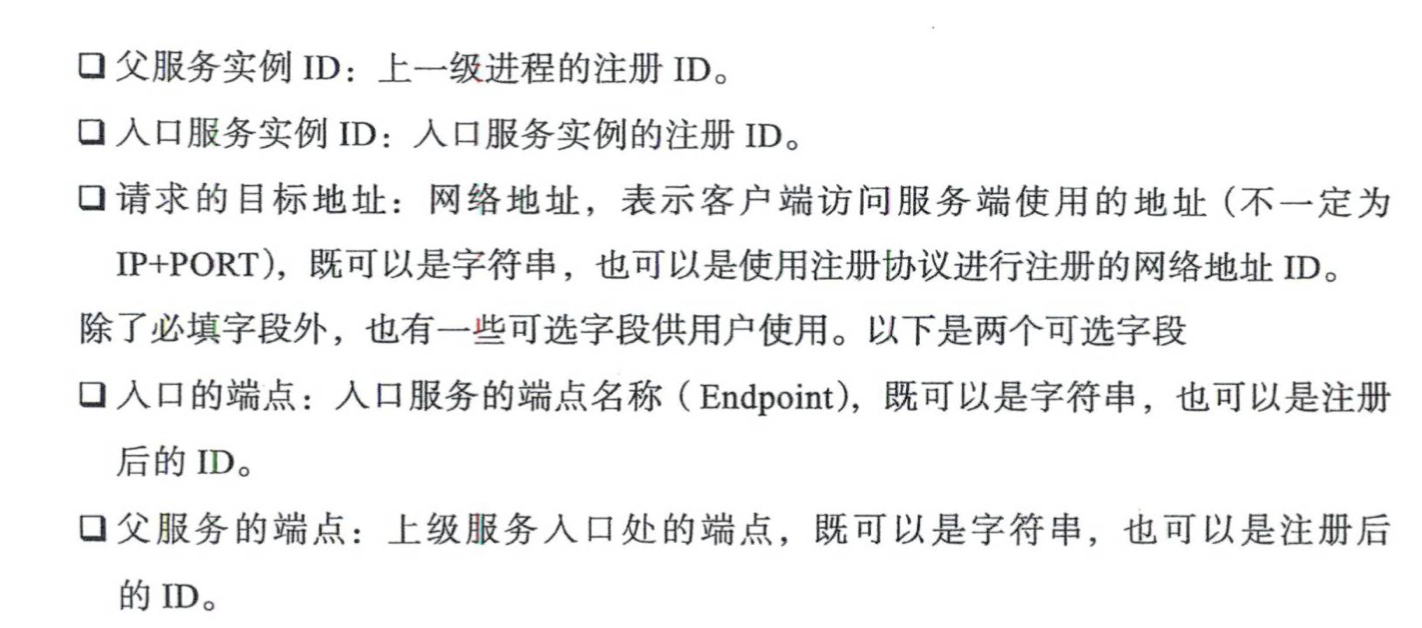 ❑ 父服务实例 ID：上一级进程的注册 ID。
❑ 入口服务实例 ID：入口服务实例的注册 ID。
❑ 请求的目标地址：网络地址，表示客户端访问服务端使用的地址（不一定为
IP+PORT），既可以是字符串，也可以是使用注册协议进行注册的网络地址 ID。
除了必填字段外，也有一些可选字段供用户使用。以下是两个可选字段
❑ 入口的端点：入口服务的端点名称（Endpoint），既可以是字符串，也可以是注册
后的 ID。
❑ 父服务的端点：上级服务入口处的端点，既可以是字符串，也可以是注册后
的 ID。